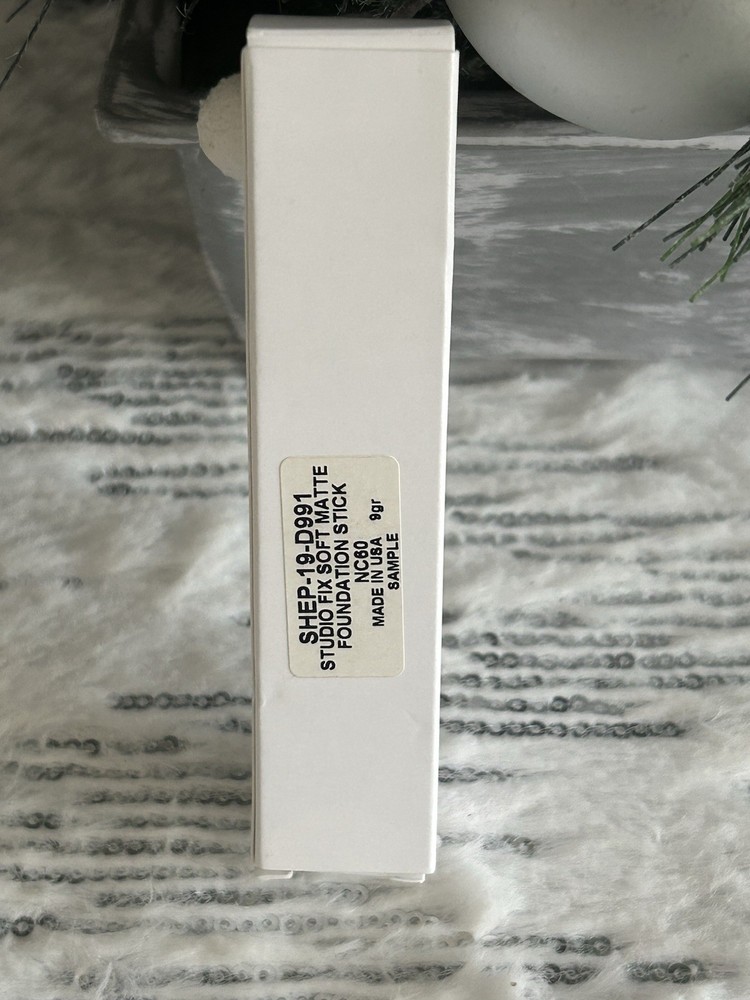 SHEP-19-D991
STUDIO FIX SOFT MATTE
FOUNDATION STICK
NC60
MADE IN USA 9gr
SAMPLE